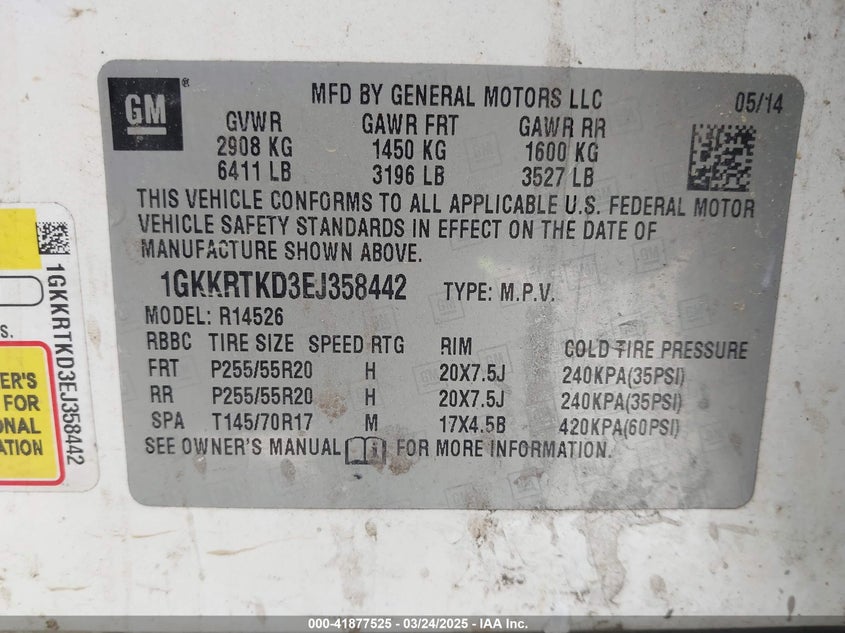 GM
®
MFD BY GENERAL MOTORS LLC
05/14
GVWR GAWR FRT GAWR RR
2908 KG 1450 KG 1600 KG
6411 LB 3196 LB 3527 LB
THIS VEHICLE CONFORMS TO ALL APPLICABLE U.S. FEDERAL MOTOR
VEHICLE SAFETY STANDARDS IN EFFECT ON THE DATE OF
MANUFACTURE SHOWN ABOVE.
1GKKRTKD3EJ358442 TYPE: M.P.V.
MODEL: R14526
RBBC TIRE SIZE SPEED RTG RIM COLD TIRE PRESSURE
FRT P255/55R20 H 20X7.5J 240KPA(35PSI)
RR P255/55R20 H 20X7.5J 240KPA(35PSI)
SPA T145/70R17 M 17X4.5B 420KPA(60PSI)
SEE OWNER'S MANUAL FOR MORE INFORMATION.
1GKKRTKD3EJ358442
S.
ER'S
FOR
ONAL
ATION
000-41877525 - 03/24/2025 - IAA Inc.